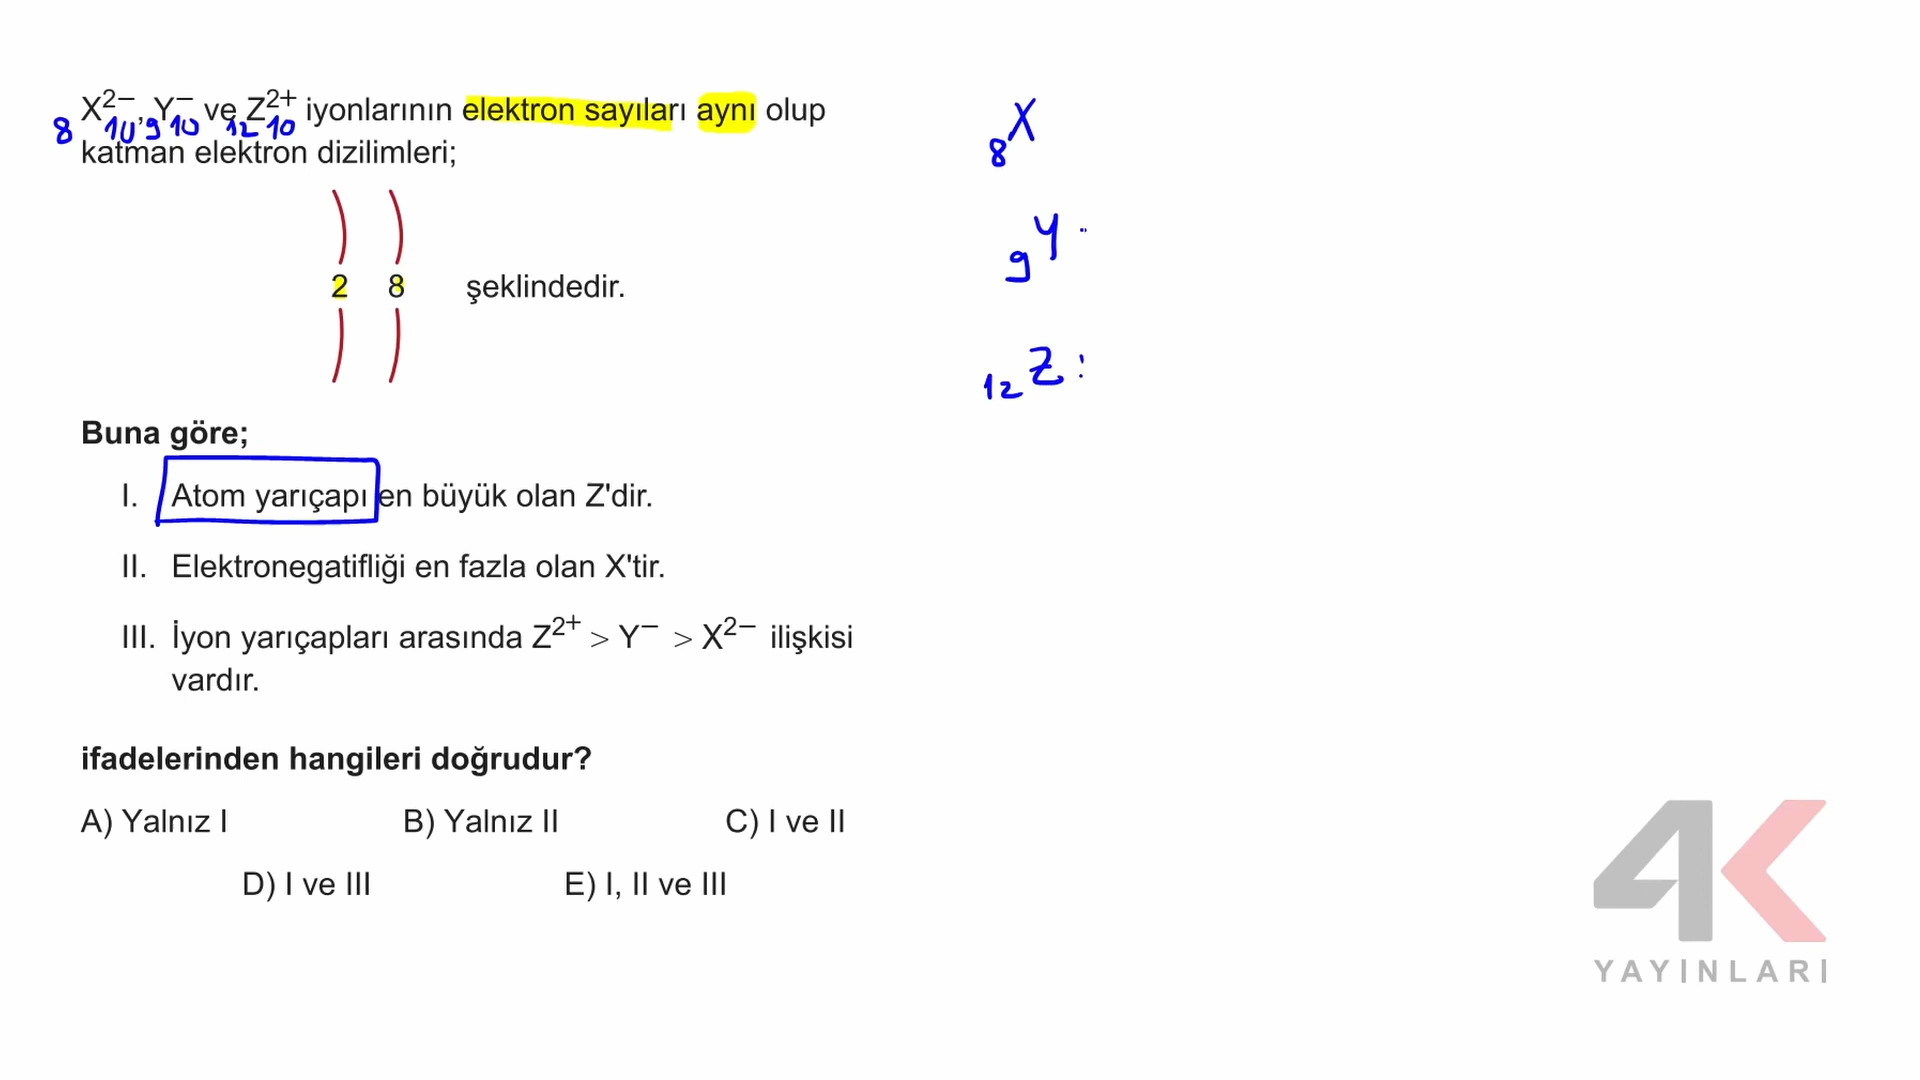 X2–, Y– ve Z2+ iyonlarının elektron sayıları aynı olup
8 10 9 10 12 10
katman elektron dizilimleri;
2 8 şeklindedir.
Buna göre;
I. Atom yarıçapı en büyük olan Z'dir.
II. Elektronegatifliği en fazla olan X'tir.
III. İyon yarıçapları arasında Z2+ > Y– > X2– ilişkisi
vardır.
ifadelerinden hangileri doğrudur?
A) Yalnız I B) Yalnız II C) I ve II
D) I ve III E) I, II ve III
8X
9Y
12Z :
4K
YAYINLARI